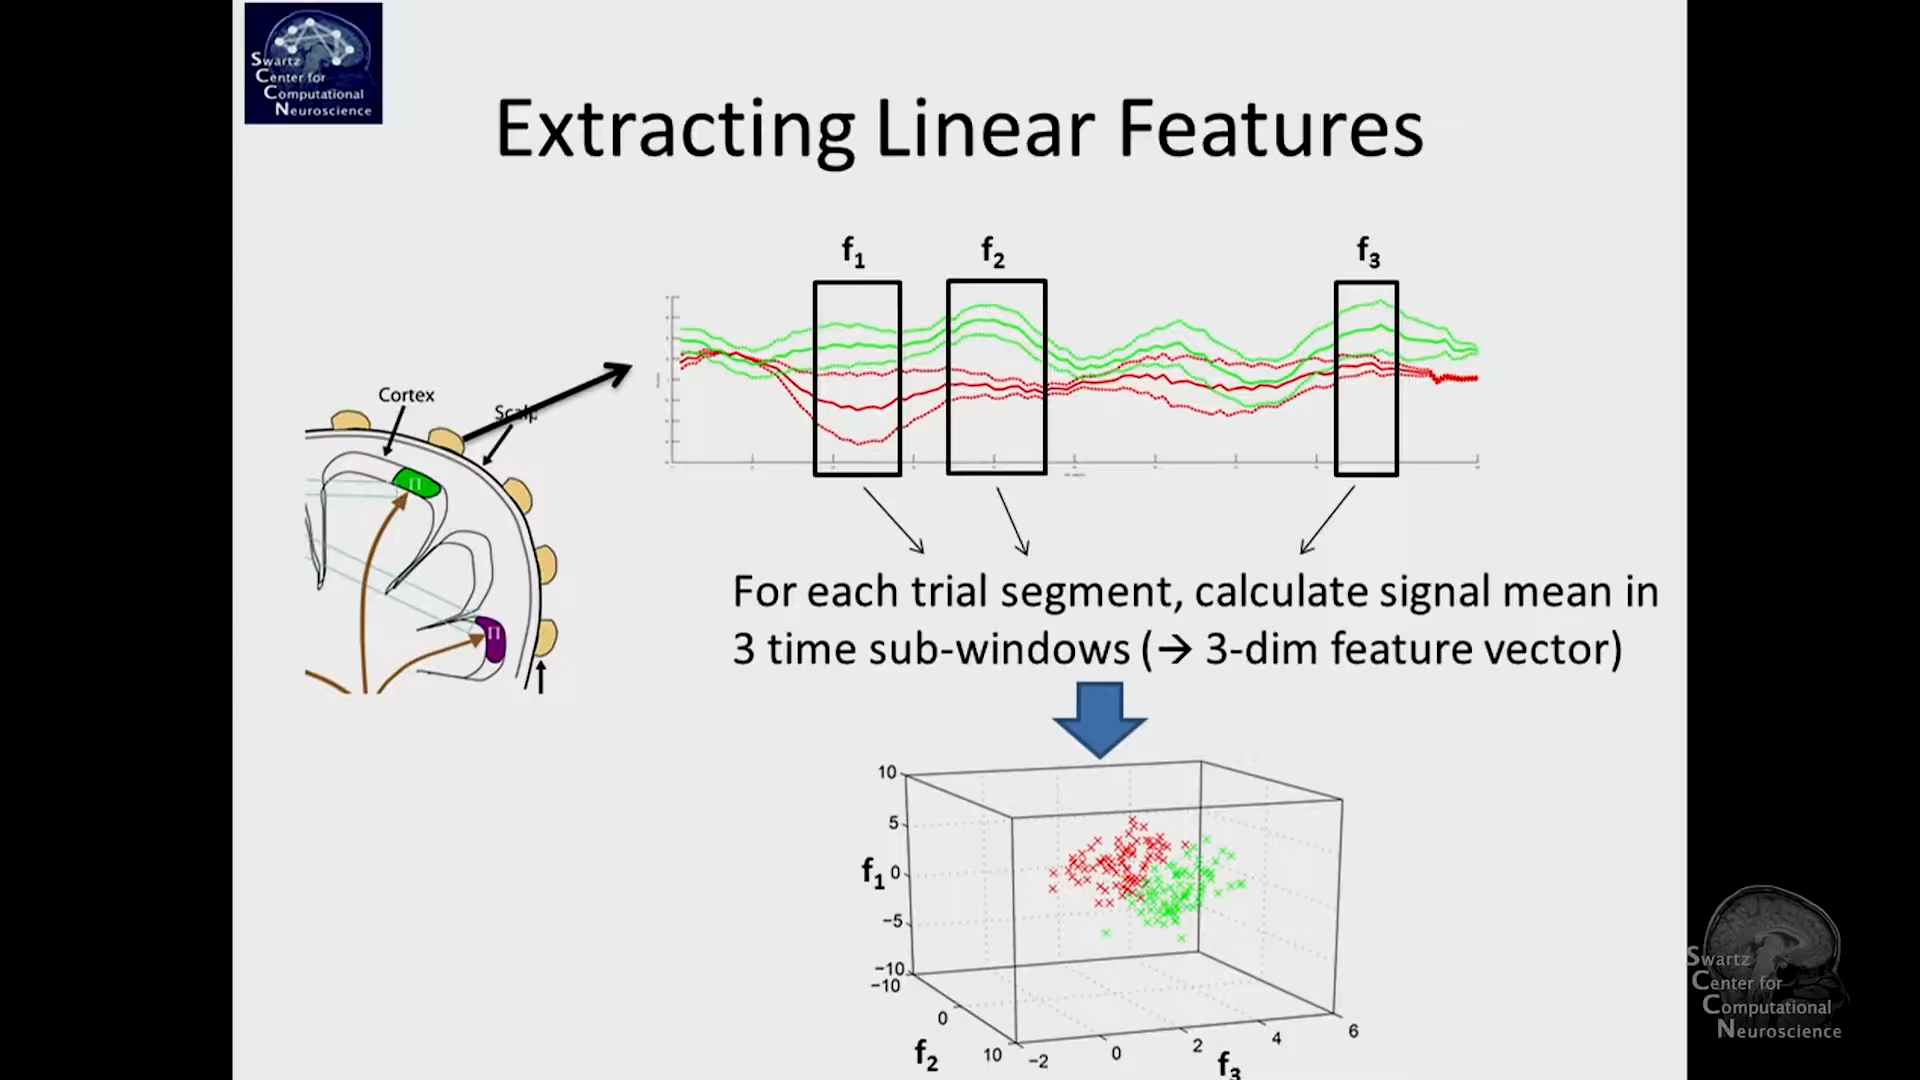 Swartz
Center for
Computational
Neuroscience
Extracting Linear Features
f1
f2
f3
Cortex
Scalp
Π
Π
For each trial segment, calculate signal mean in
3 time sub-windows (→ 3-dim feature vector)
10
5
f1 0
−5
−10
−10
0
10
f2
−2
0
2
4
6
f3
Swartz
Center for
Computational
Neuroscience